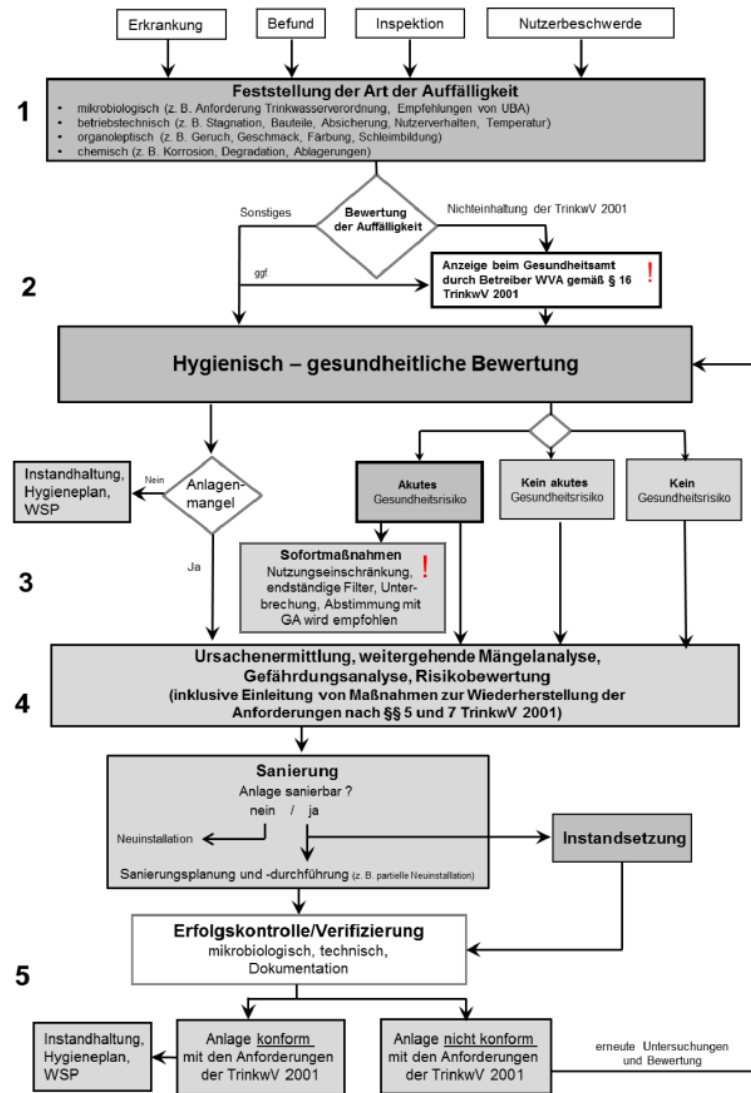 Erkrankung
Befund
Inspektion
Nutzerbeschwerde
1
Feststellung der Art der Auffälligkeit
• mikrobiologisch (z. B. Anforderung Trinkwasserverordnung, Empfehlungen von UBA)
• betriebstechnisch (z. B. Stagnation, Bauteile, Absicherung, Nutzerverhalten, Temperatur)
• organoleptisch (z. B. Geruch, Geschmack, Färbung, Schleimbildung)
• chemisch (z. B. Korrosion, Degradation, Ablagerungen)
Sonstiges
Bewertung
der Auffälligkeit
Nichteinhaltung der TrinkwV 2001
2
ggf.
Anzeige beim Gesundheitsamt
durch Betreiber WVA gemäß § 16
TrinkwV 2001
!
Hygienisch – gesundheitliche Bewertung
Instandhaltung,
Hygieneplan,
WSP
Nein
Anlagen-
mangel
Ja
Akutes
Gesundheitsrisiko
Kein akutes
Gesundheitsrisiko
Kein
Gesundheitsrisiko
3
Sofortmaßnahmen
Nutzungseinschränkung,
endständige Filter, Unter-
brechung, Abstimmung mit
GA wird empfohlen
!
4
Ursachenermittlung, weitergehende Mängelanalyse,
Gefährdungsanalyse, Risikobewertung
(inklusive Einleitung von Maßnahmen zur Wiederherstellung der
Anforderungen nach §§ 5 und 7 TrinkwV 2001)
Sanierung
Anlage sanierbar ?
nein / ja
Neuinstallation
Instandsetzung
Sanierungsplanung und -durchführung (z. B. partielle Neuinstallation)
Erfolgskontrolle/Verifizierung
mikrobiologisch, technisch,
Dokumentation
5
Instandhaltung,
Hygieneplan,
WSP
Anlage konform
mit den Anforderungen
der TrinkwV 2001
Anlage nicht konform
mit den Anforderungen
der TrinkwV 2001
erneute Untersuchungen
und Bewertung